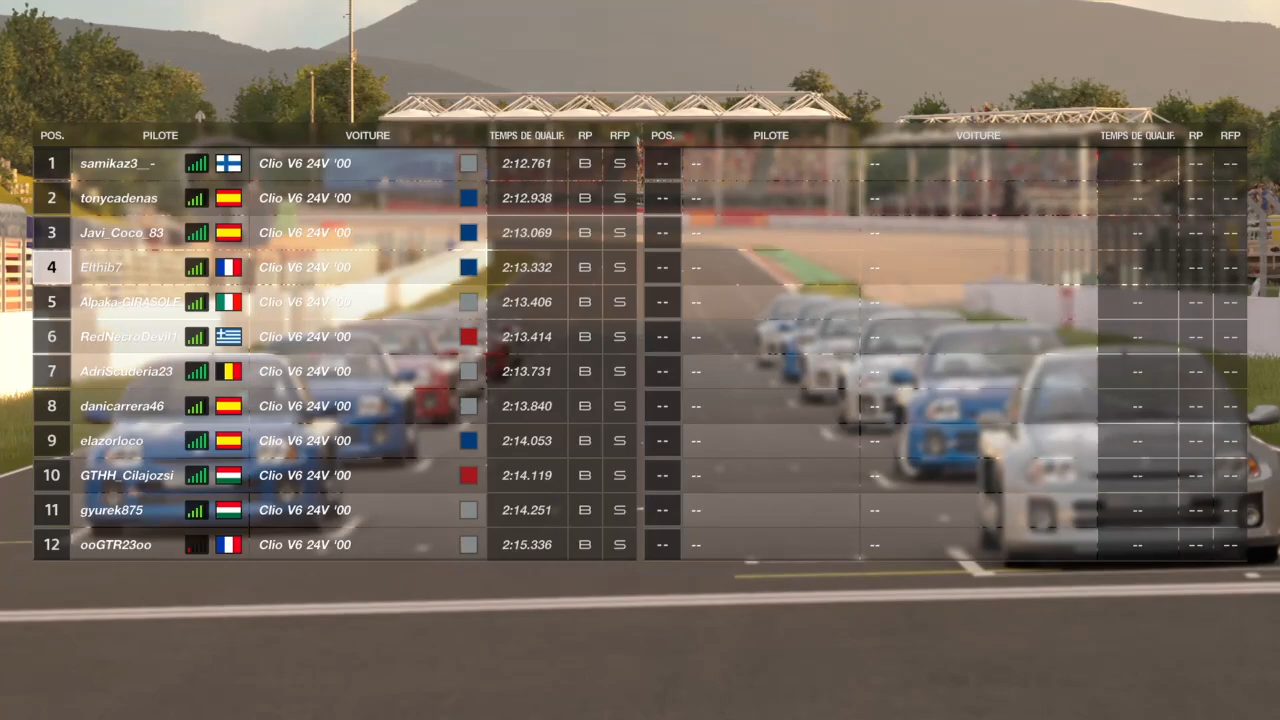 POS. PILOTE VOITURE TEMPS DE QUALIF. RP RFP POS. PILOTE VOITURE TEMPS DE QUALIF. RP RFP
1 samikaz3__- Clio V6 24V '00 2:12.761 B S -- -- -- -- -- --
2 tonycadenas Clio V6 24V '00 2:12.938 B S -- -- -- -- -- --
3 Javi_Coco_83 Clio V6 24V '00 2:13.069 B S -- -- -- -- -- --
4 Elthib7 Clio V6 24V '00 2:13.332 B S -- -- -- -- -- --
5 Alpaka-GIRASOLE Clio V6 24V '00 2:13.406 B S -- -- -- -- -- --
6 RedNecroDevil1 Clio V6 24V '00 2:13.414 B S -- -- -- -- -- --
7 AdriScuderia23 Clio V6 24V '00 2:13.731 B S -- -- -- -- -- --
8 danicarrera46 Clio V6 24V '00 2:13.840 B S -- -- -- -- -- --
9 elazorloco Clio V6 24V '00 2:14.053 B S -- -- -- -- -- --
10 GTHH_Cilajozsi Clio V6 24V '00 2:14.119 B S -- -- -- -- -- --
11 gyurek875 Clio V6 24V '00 2:14.251 B S -- -- -- -- -- --
12 ooGTR23oo Clio V6 24V '00 2:15.336 B S -- -- -- -- -- --